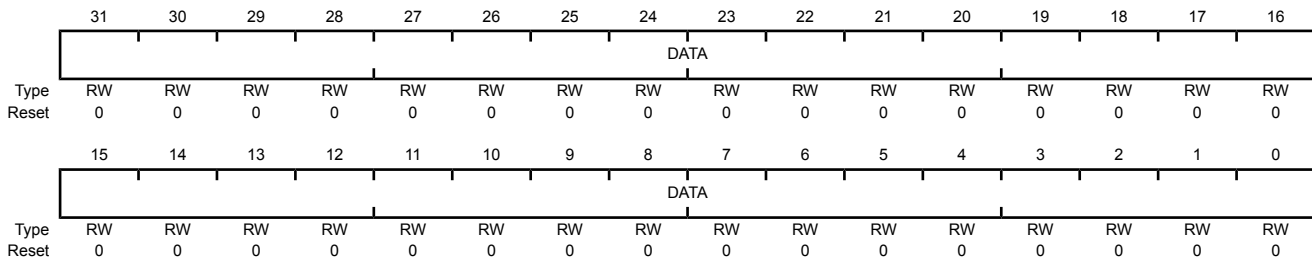 31 30 29 28 27 26 25 24 23 22 21 20 19 18 17 16
DATA
Type RW RW RW RW RW RW RW RW RW RW RW RW RW RW RW RW
Reset 0 0 0 0 0 0 0 0 0 0 0 0 0 0 0 0
15 14 13 12 11 10 9 8 7 6 5 4 3 2 1 0
DATA
Type RW RW RW RW RW RW RW RW RW RW RW RW RW RW RW RW
Reset 0 0 0 0 0 0 0 0 0 0 0 0 0 0 0 0